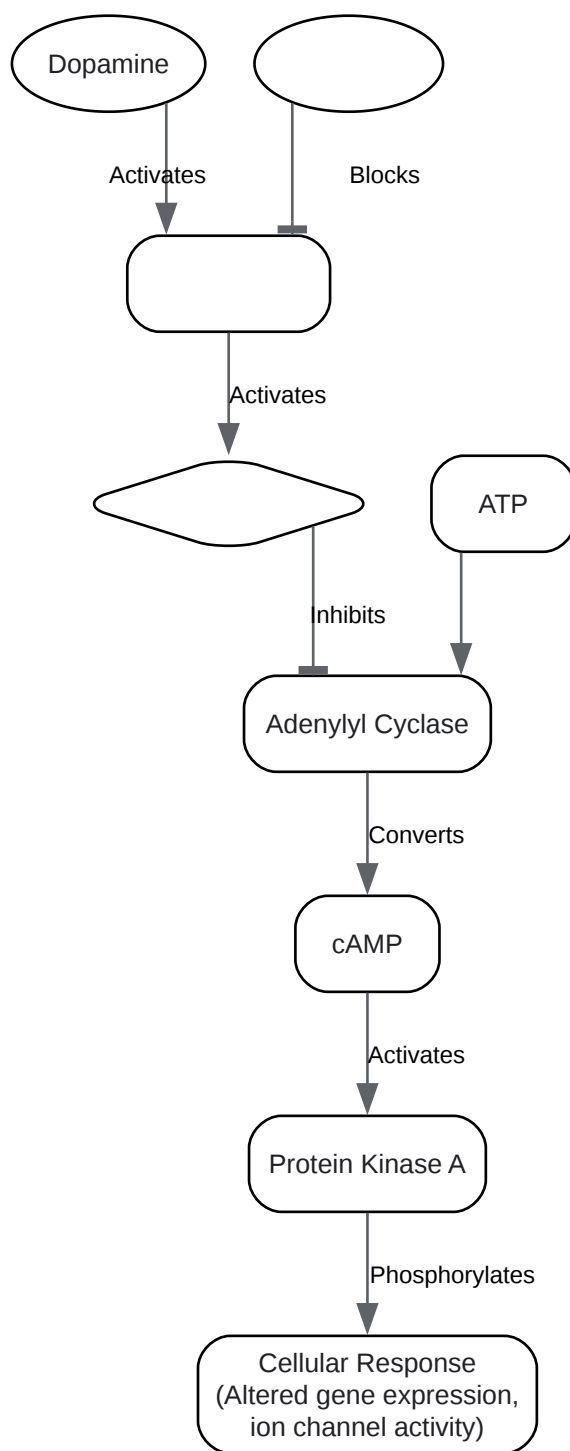 Dopamine
Activates
Blocks
Activates
ATP
Inhibits
Adenylyl Cyclase
Converts
cAMP
Activates
Protein Kinase A
Phosphorylates
Cellular Response
(Altered gene expression,
ion channel activity)